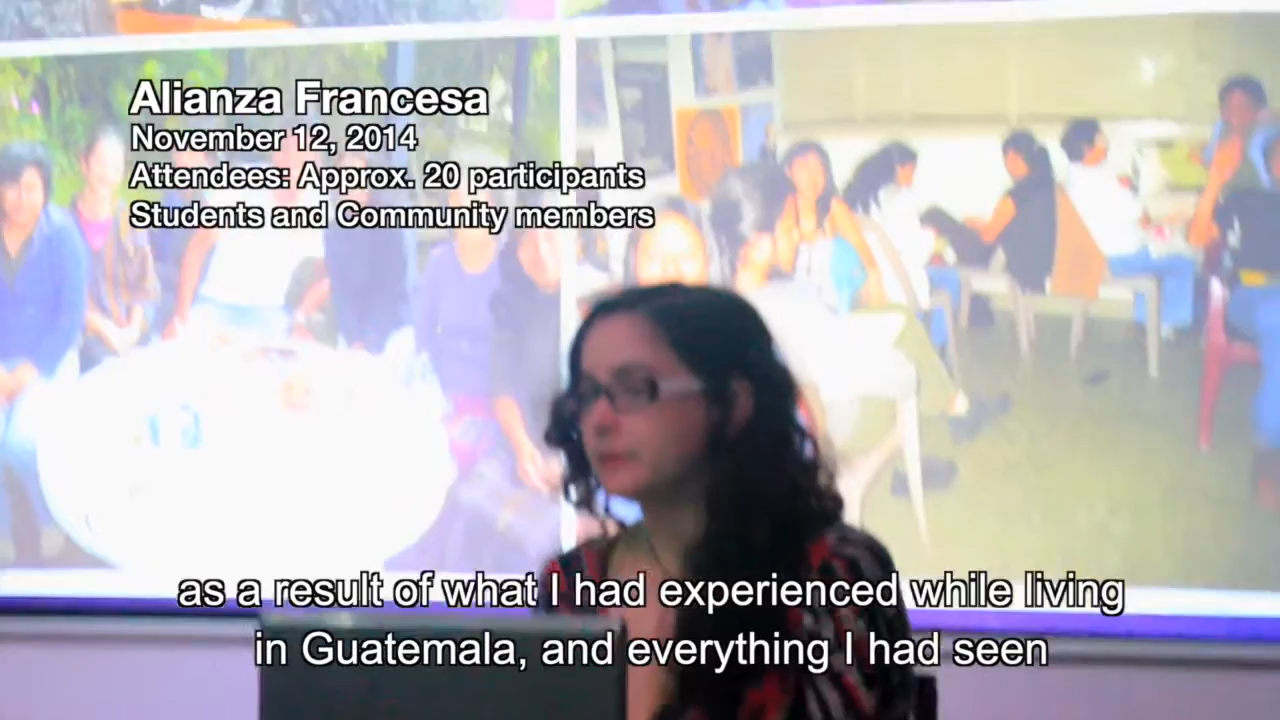 Alianza Francesa
November 12, 2014
Attendees: Approx. 20 participants
Students and Community members
as a result of what I had experienced while living
in Guatemala, and everything I had seen